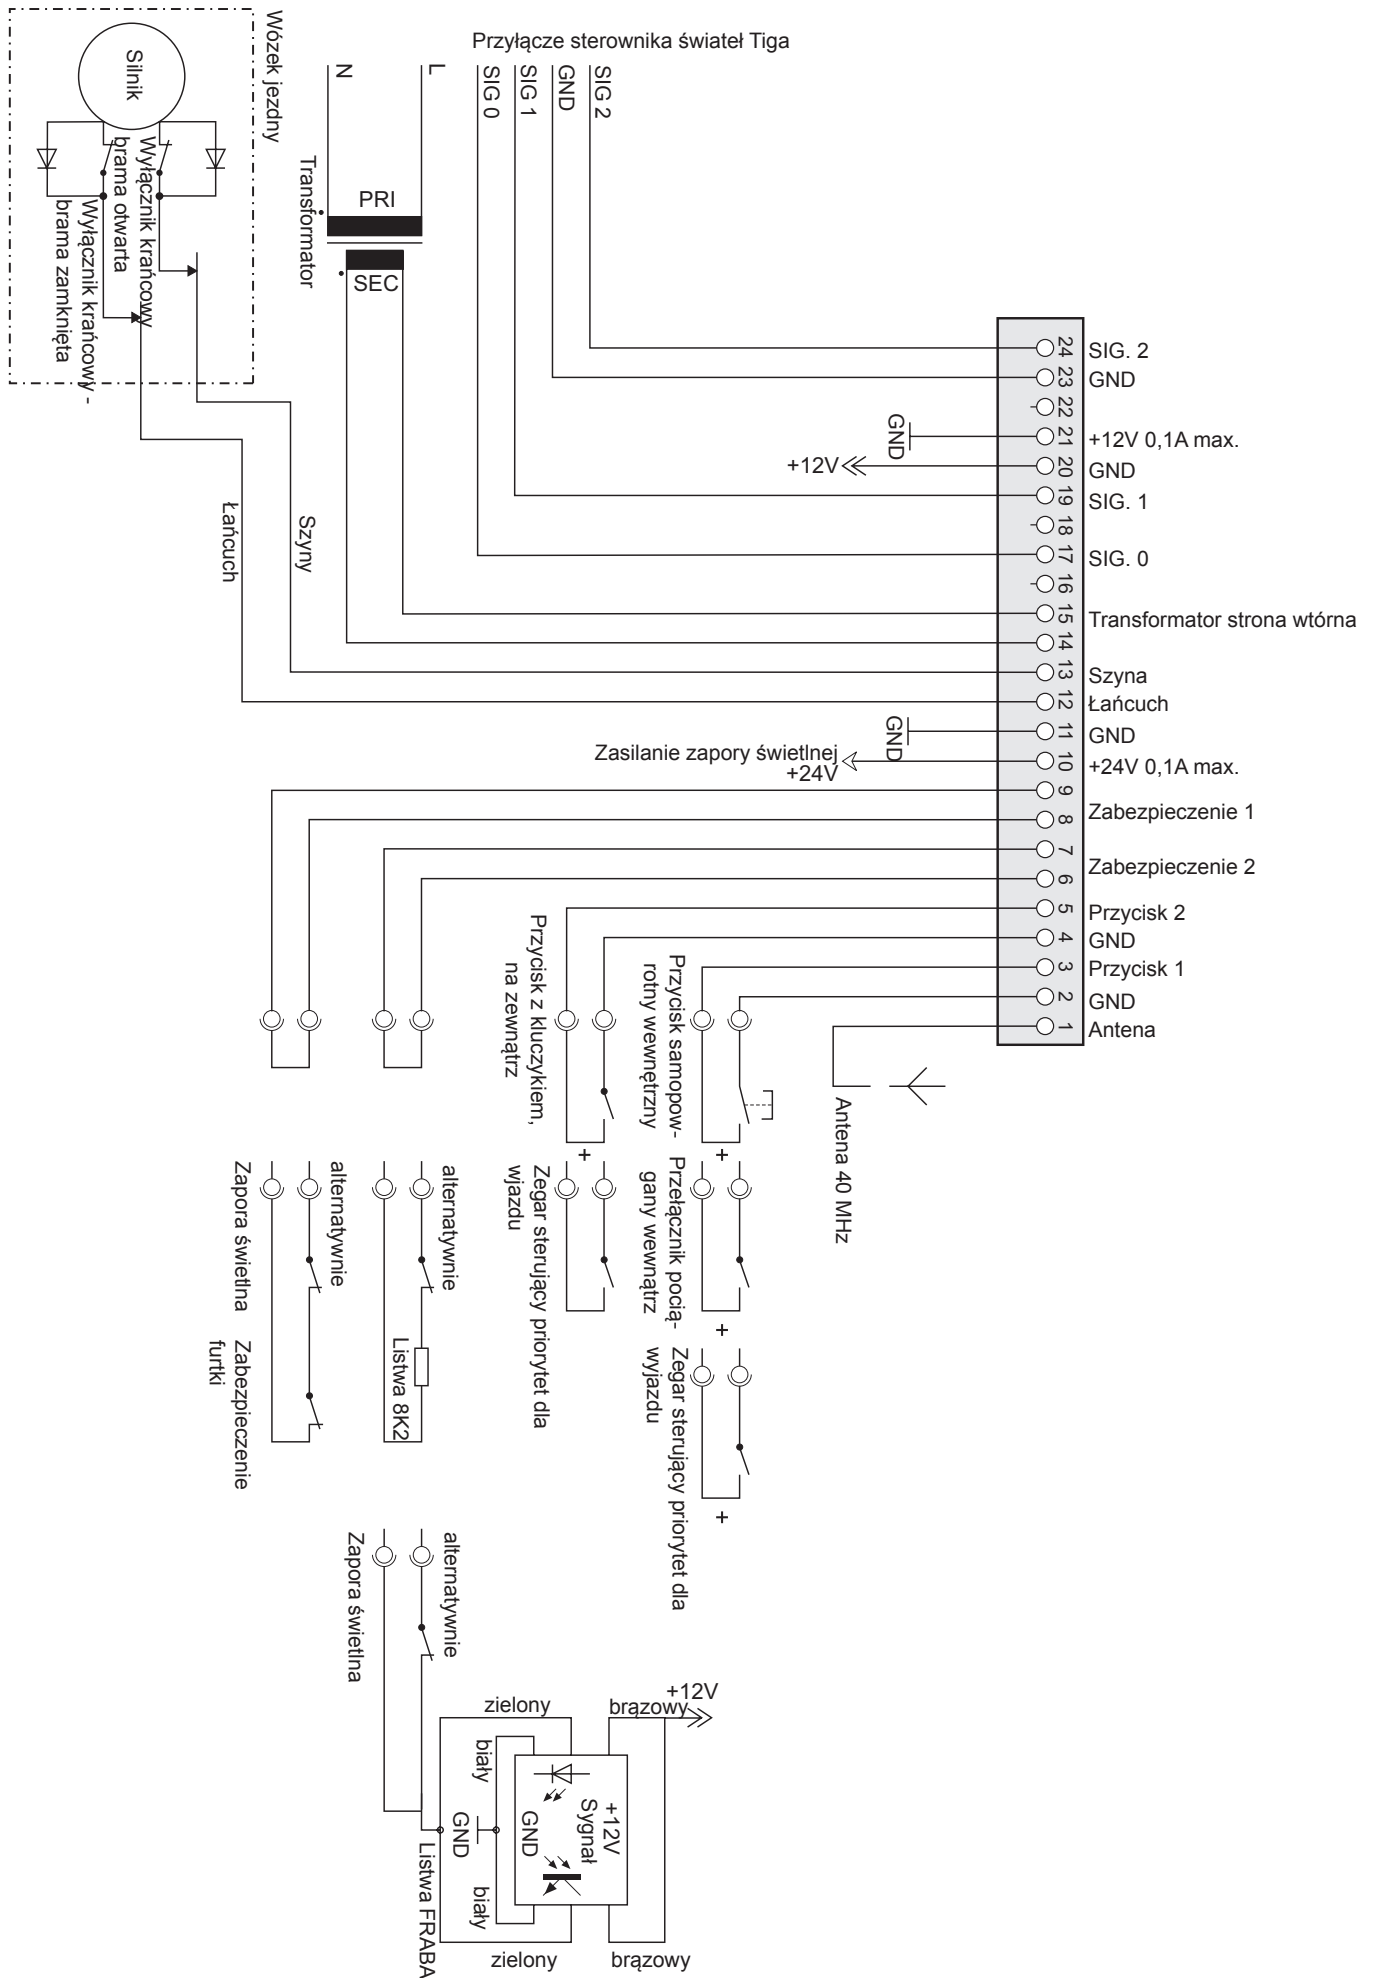 Przyłącze sterownika świateł Tiga
Wózek jezdny
Silnik
Wyłącznik krańcowy
brama otwarta
Wyłącznik krańcowy -
brama zamknięta
N
L
Transformator
PRI
SEC
SIG 0
SIG 1
GND
SIG 2
Łańcuch
Szyny
24 SIG. 2
23 GND
22
21 +12V 0,1A max.
GND
20 GND
+12V
19 SIG. 1
18
17 SIG. 0
16
15 Transformator strona wtórna
14
13 Szyna
12 Łańcuch
11 GND
GND
10 +24V 0,1A max.
Zasilanie zapory świetlnej
+24V
9
Zabezpieczenie 1
8
7
Zabezpieczenie 2
6
5 Przycisk 2
4 GND
3 Przycisk 1
2 GND
1 Antena
Antena 40 MHz
Przycisk samopow-
rotny wewnętrzny
+
Przełącznik pocią-
gany wewnątrz
+
Zegar sterujący priorytet dla
wyjazdu
+
Przycisk z kluczykiem,
na zewnątrz
+
Zegar sterujący priorytet dla
wjazdu
alternatywnie
Listwa 8K2
alternatywnie
Zapora świetlna
Zabezpieczenie
furtki
alternatywnie
Zapora świetlna
zielony
brązowy
+12V
biały
GND
+12V
Sygnał
GND
biały
Listwa FRABA
zielony
brązowy